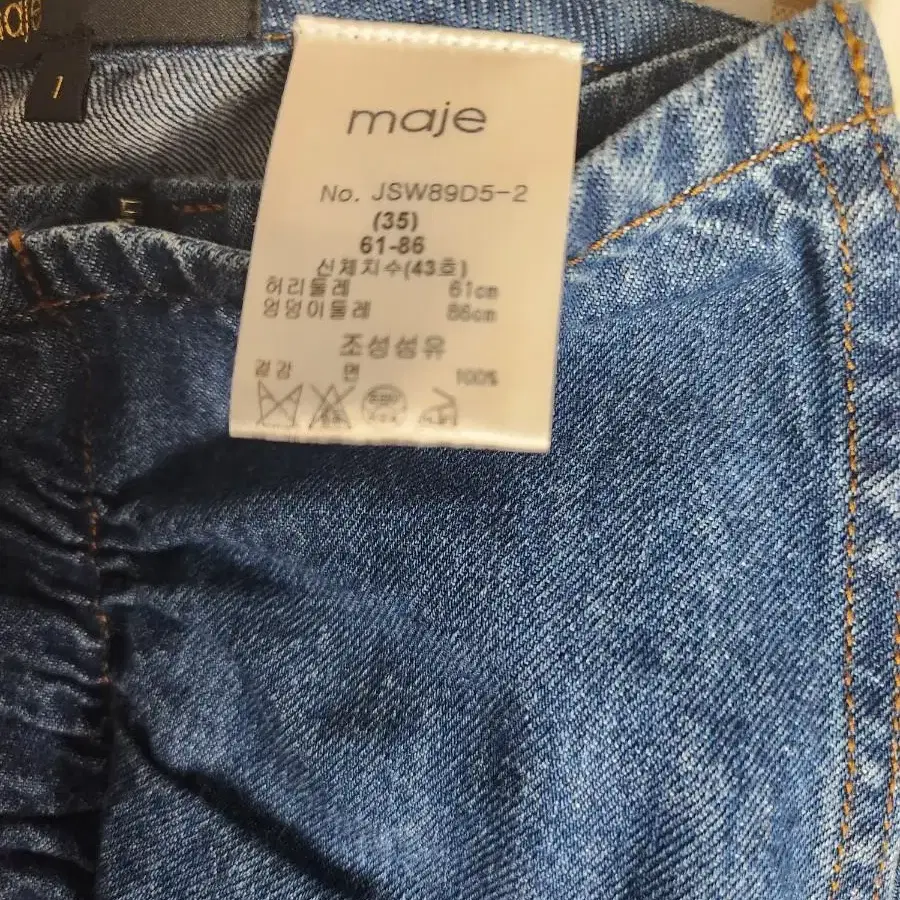 maje
1
maje
No. JSW89D5-2
(35)
61-86
신체치수(43호)
허리둘레 61cm
엉덩이둘레 86cm
조성섬유
겉감 면 100%